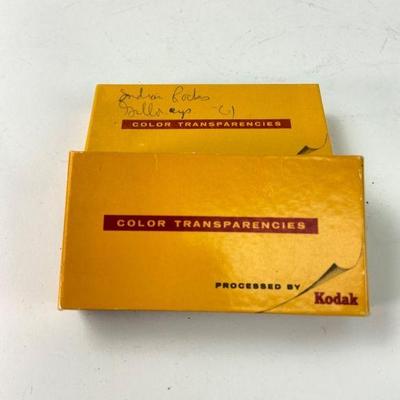 Indian Rocks
COLOR TRANSPARENCIES
COLOR TRANSPARENCIES
PROCESSED BY
Kodak